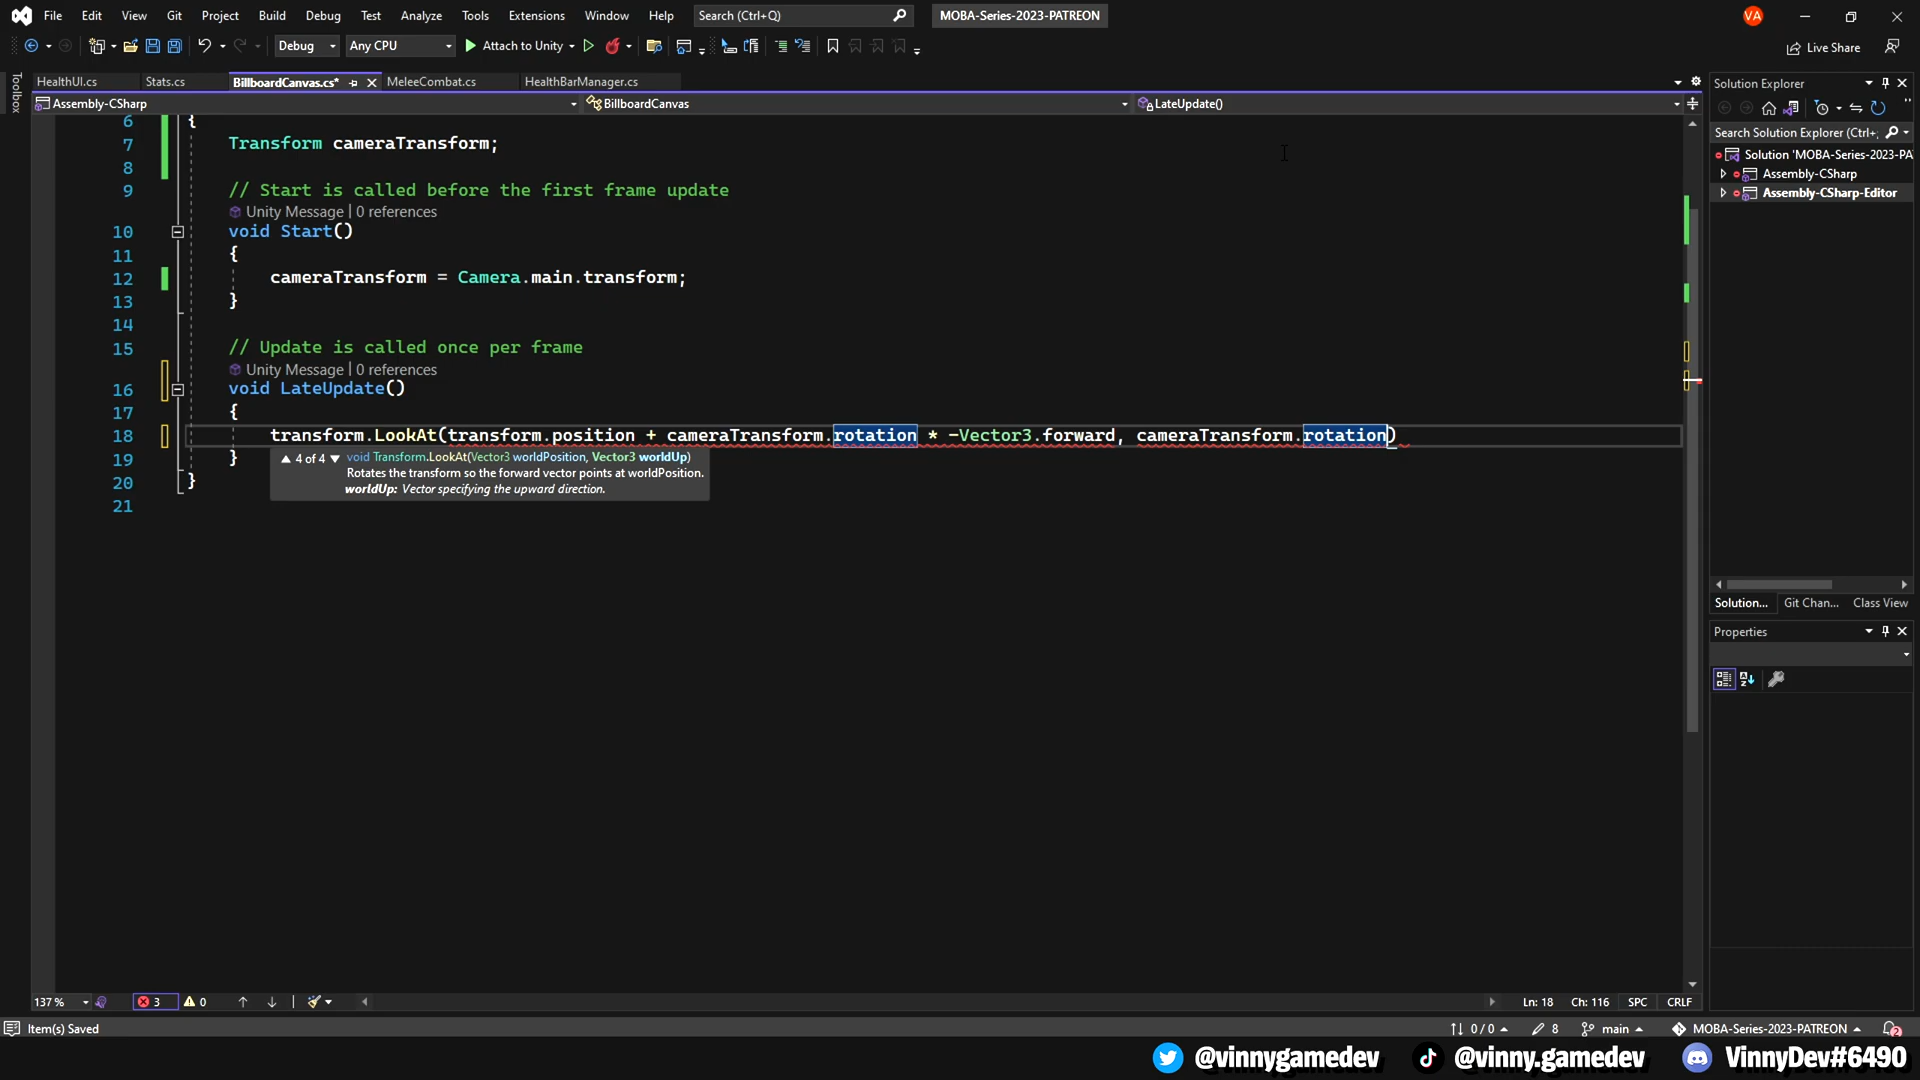 File Edit View Git Project Build Debug Test Analyze Tools Extensions Window Help Search (Ctrl+Q) MOBA-Series-2023-PATREON VA
Debug Any CPU Attach to Unity Live Share
Toolbox
HealthUI.cs Stats.cs BillboardCanvas.cs* MeleeCombat.cs HealthBarManager.cs
Assembly-CSharp BillboardCanvas LateUpdate()
6 {
7 Transform cameraTransform;
8
9 // Start is called before the first frame update
Unity Message | 0 references
10 void Start()
11 {
12 cameraTransform = Camera.main.transform;
13 }
14
15 // Update is called once per frame
Unity Message | 0 references
16 void LateUpdate()
17 {
18 transform.LookAt(transform.position + cameraTransform.rotation * -Vector3.forward, cameraTransform.rotation)
19 }
▲ 4 of 4 ▼ void Transform.LookAt(Vector3 worldPosition, Vector3 worldUp)
Rotates the transform so the forward vector points at worldPosition.
worldUp: Vector specifying the upward direction.
20 }
21
Solution Explorer
Search Solution Explorer (Ctrl+;
Solution 'MOBA-Series-2023-PA
Assembly-CSharp
Assembly-CSharp-Editor
Solution... Git Chan... Class View
Properties
137 % 3 0 Ln: 18 Ch: 116 SPC CRLF
Item(s) Saved 0 / 0 8 main MOBA-Series-2023-PATREON 2
@vinnygamedev @vinny.gamedev VinnyDev#6490